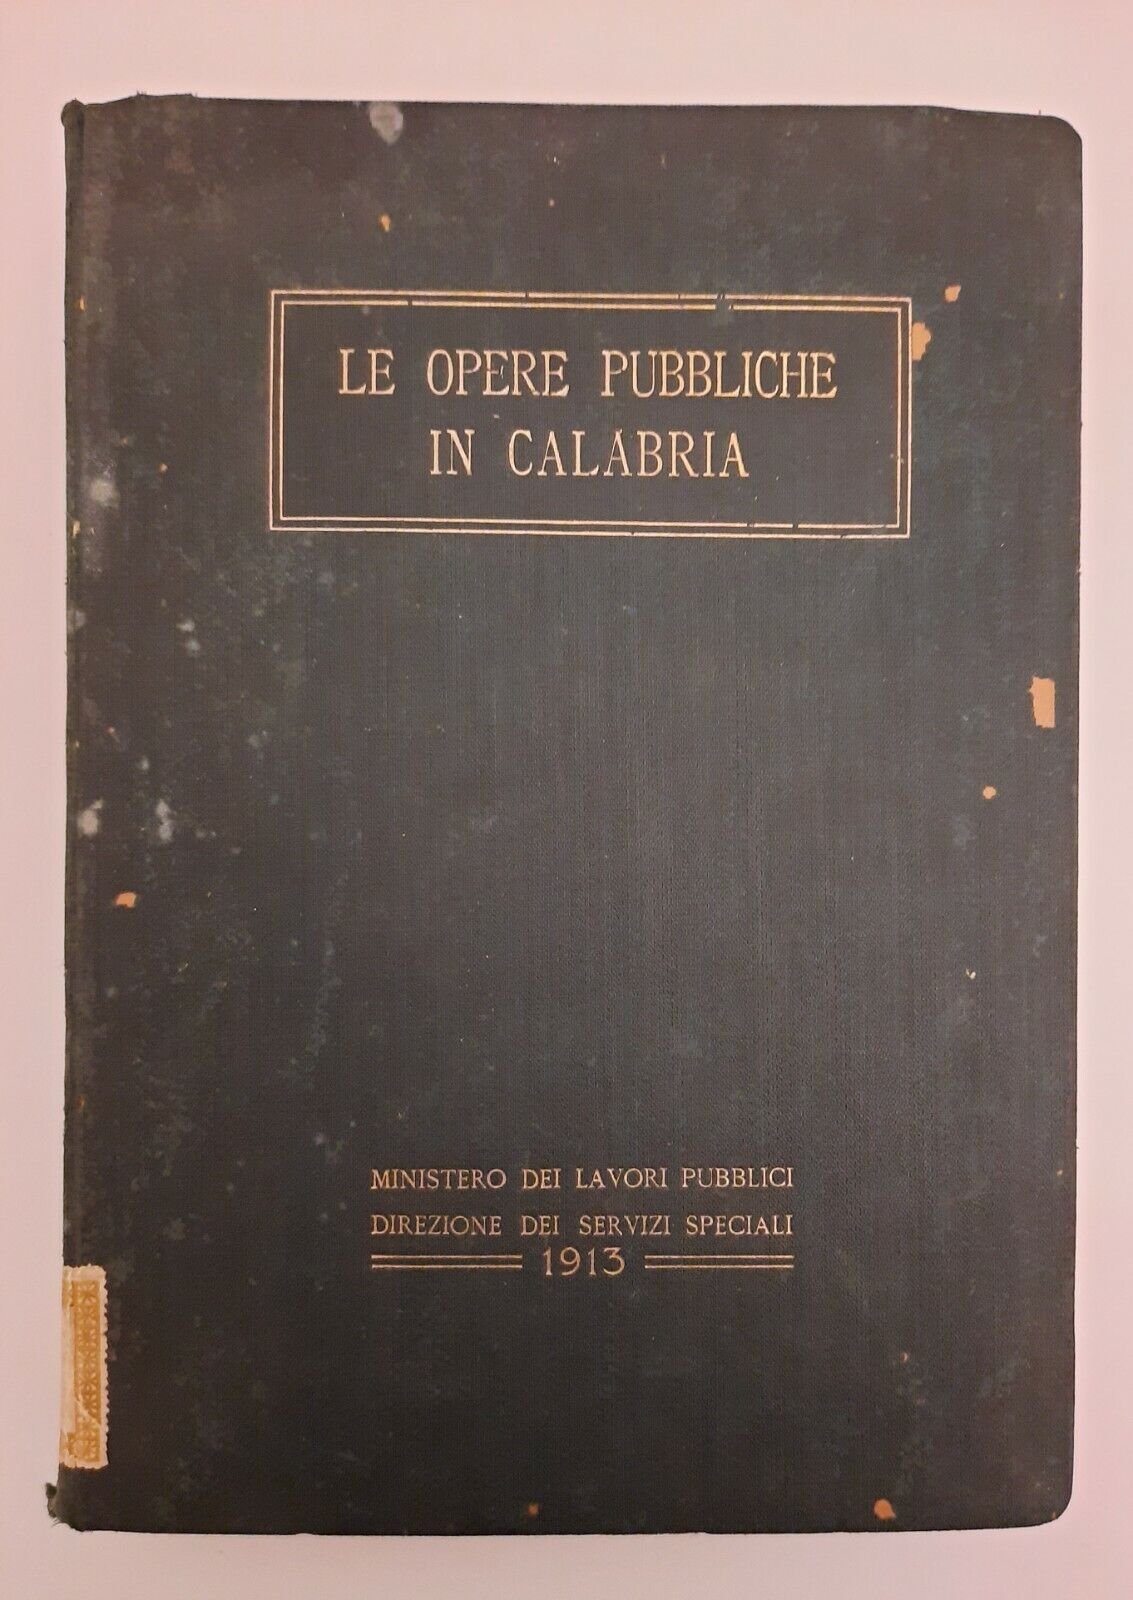 LE OPERE PUBBLICHE
IN CALABRIA
MINISTERO DEI LAVORI PUBBLICI
DIREZIONE DEI SERVIZI SPECIALI
1913